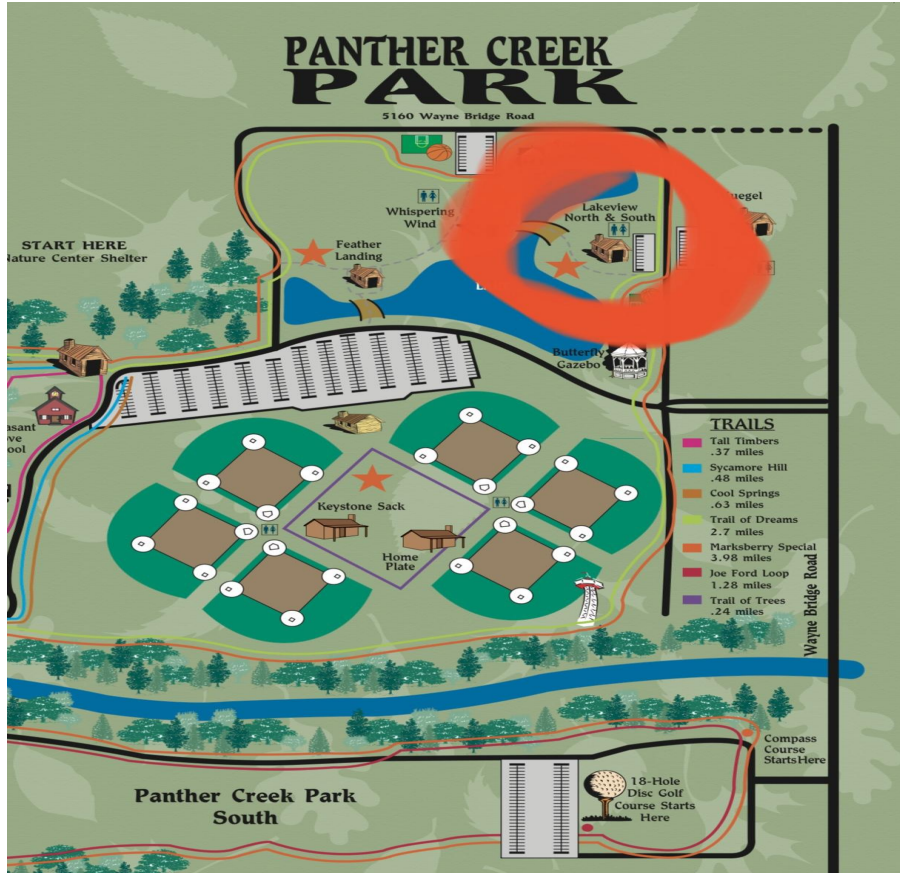 PANTHER CREEK
PARK
5160 Wayne Bridge Road
Whispering
Wind
Lakeview
North & South
START HERE
Nature Center Shelter
Feather
Landing
Butterfly
Gazebo
TRAILS
Tall Timbers
.37 miles
Sycamore Hill
.48 miles
Cool Springs
.63 miles
Trail of Dreams
2.7 miles
Marksberry Special
3.98 miles
Joe Ford Loop
1.28 miles
Trail of Trees
.24 miles
Keystone Sack
Home
Plate
Wayne Bridge Road
Compass
Course
Starts Here
18-Hole
Disc Golf
Course Starts
Here
Panther Creek Park
South